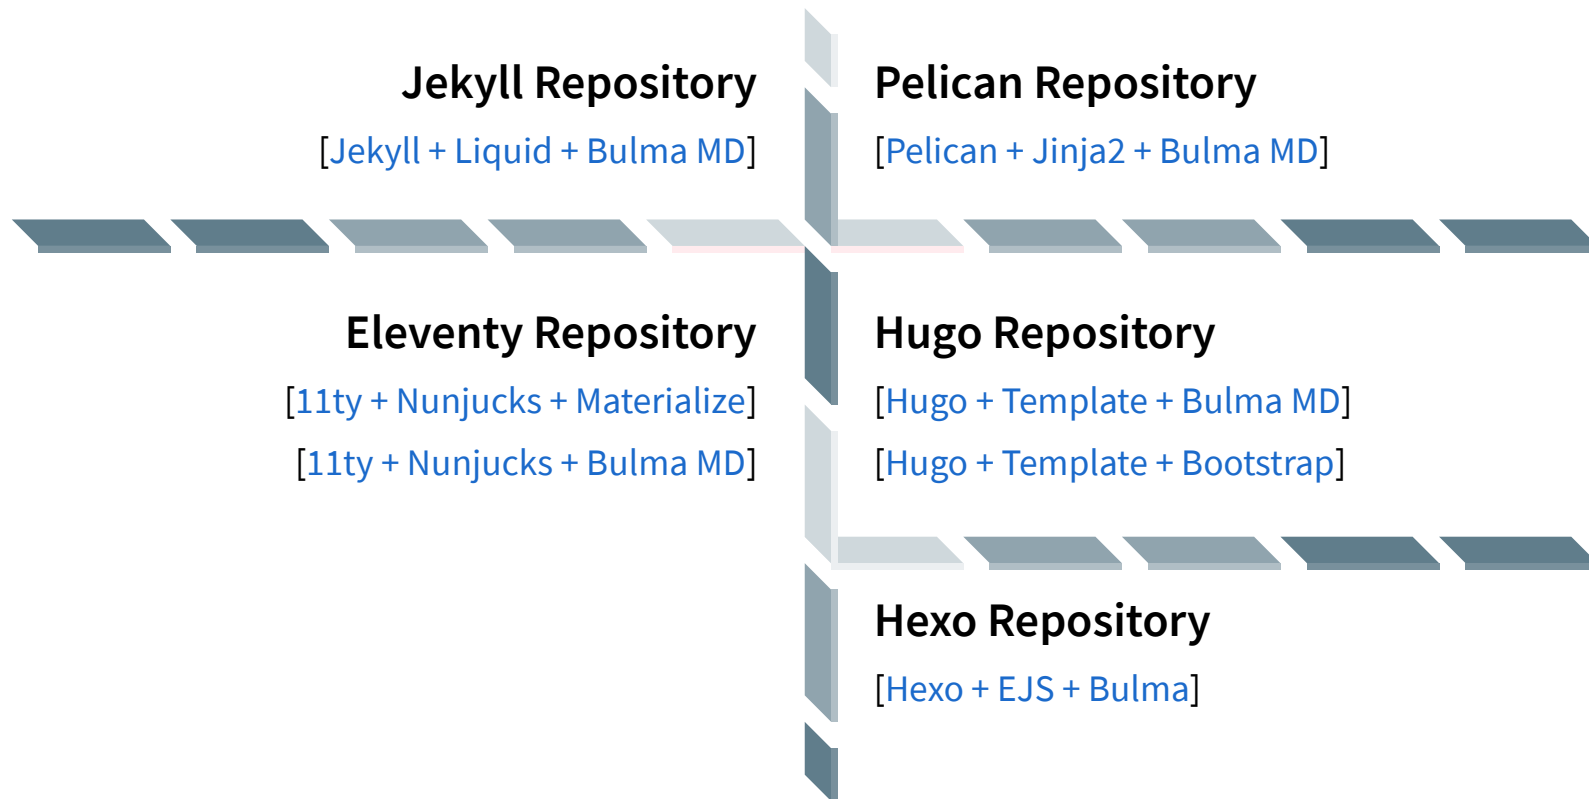 Jekyll Repository
[Jekyll + Liquid + Bulma MD]
Pelican Repository
[Pelican + Jinja2 + Bulma MD]
Eleventy Repository
[11ty + Nunjucks + Materialize]
[11ty + Nunjucks + Bulma MD]
Hugo Repository
[Hugo + Template + Bulma MD]
[Hugo + Template + Bootstrap]
Hexo Repository
[Hexo + EJS + Bulma]